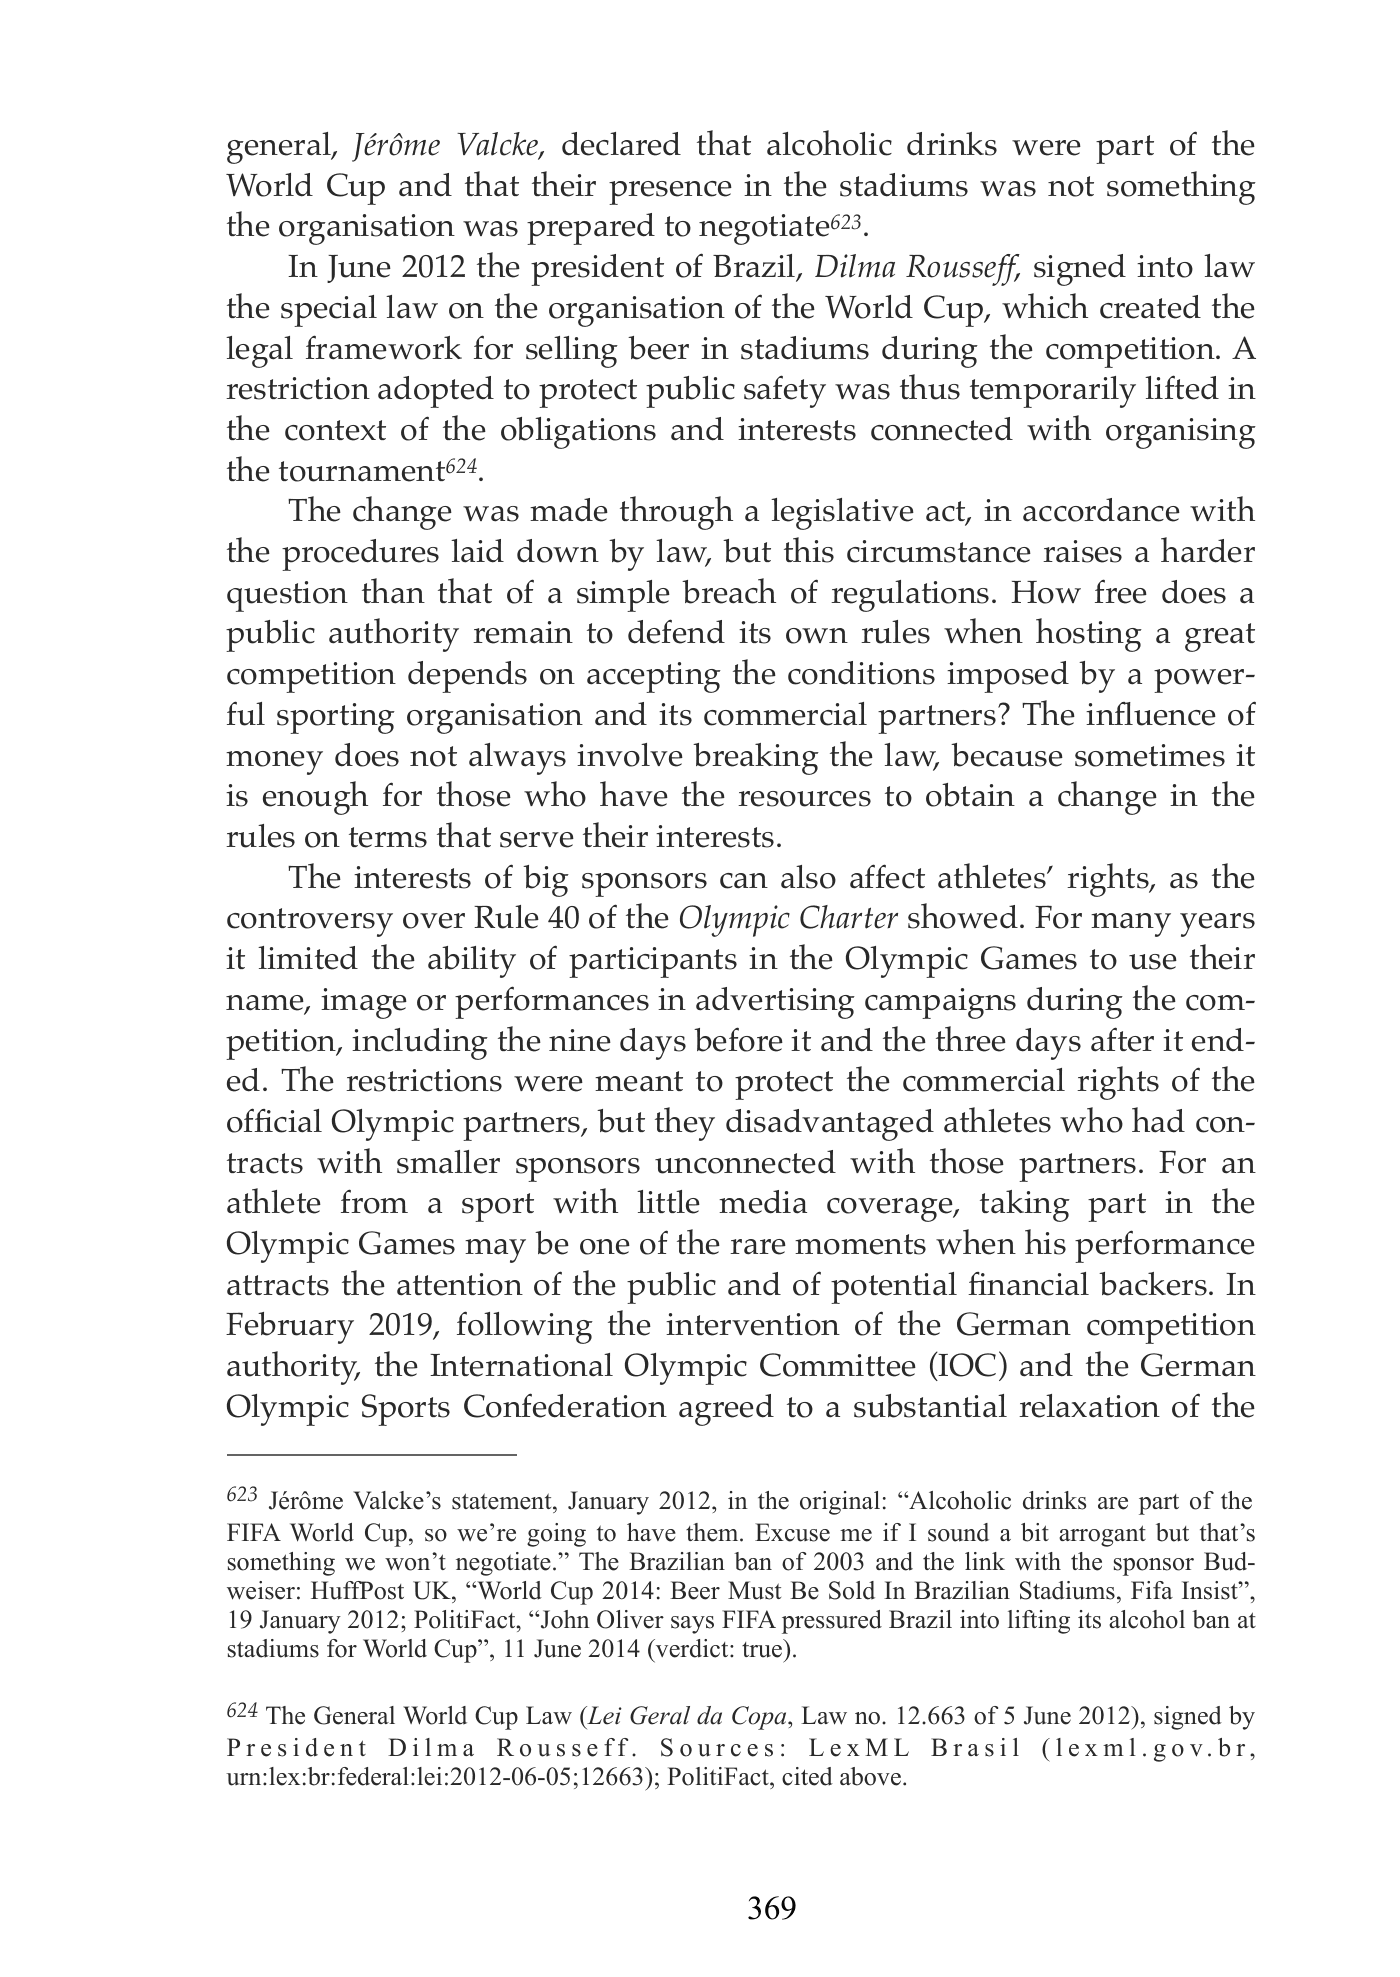 general, Jérôme Valcke, declared that alcoholic drinks were part of the
World Cup and that their presence in the stadiums was not something
the organisation was prepared to negotiate623.
In June 2012 the president of Brazil, Dilma Rousseff, signed into law
the special law on the organisation of the World Cup, which created the
legal framework for selling beer in stadiums during the competition. A
restriction adopted to protect public safety was thus temporarily lifted in
the context of the obligations and interests connected with organising
the tournament624.
The change was made through a legislative act, in accordance with
the procedures laid down by law, but this circumstance raises a harder
question than that of a simple breach of regulations. How free does a
public authority remain to defend its own rules when hosting a great
competition depends on accepting the conditions imposed by a power-
ful sporting organisation and its commercial partners? The influence of
money does not always involve breaking the law, because sometimes it
is enough for those who have the resources to obtain a change in the
rules on terms that serve their interests.
The interests of big sponsors can also affect athletes’ rights, as the
controversy over Rule 40 of the Olympic Charter showed. For many years
it limited the ability of participants in the Olympic Games to use their
name, image or performances in advertising campaigns during the com-
petition, including the nine days before it and the three days after it end-
ed. The restrictions were meant to protect the commercial rights of the
official Olympic partners, but they disadvantaged athletes who had con-
tracts with smaller sponsors unconnected with those partners. For an
athlete from a sport with little media coverage, taking part in the
Olympic Games may be one of the rare moments when his performance
attracts the attention of the public and of potential financial backers. In
February 2019, following the intervention of the German competition
authority, the International Olympic Committee (IOC) and the German
Olympic Sports Confederation agreed to a substantial relaxation of the
623 Jérôme Valcke’s statement, January 2012, in the original: “Alcoholic drinks are part of the
FIFA World Cup, so we’re going to have them. Excuse me if I sound a bit arrogant but that’s
something we won’t negotiate.” The Brazilian ban of 2003 and the link with the sponsor Bud-
weiser: HuffPost UK, “World Cup 2014: Beer Must Be Sold In Brazilian Stadiums, Fifa Insist”,
19 January 2012; PolitiFact, “John Oliver says FIFA pressured Brazil into lifting its alcohol ban at
stadiums for World Cup”, 11 June 2014 (verdict: true).
624 The General World Cup Law (Lei Geral da Copa, Law no. 12.663 of 5 June 2012), signed by
President Dilma Rousseff. Sources: LexML Brasil (lexml.gov.br,
urn:lex:br:federal:lei:2012-06-05;12663); PolitiFact, cited above.
369